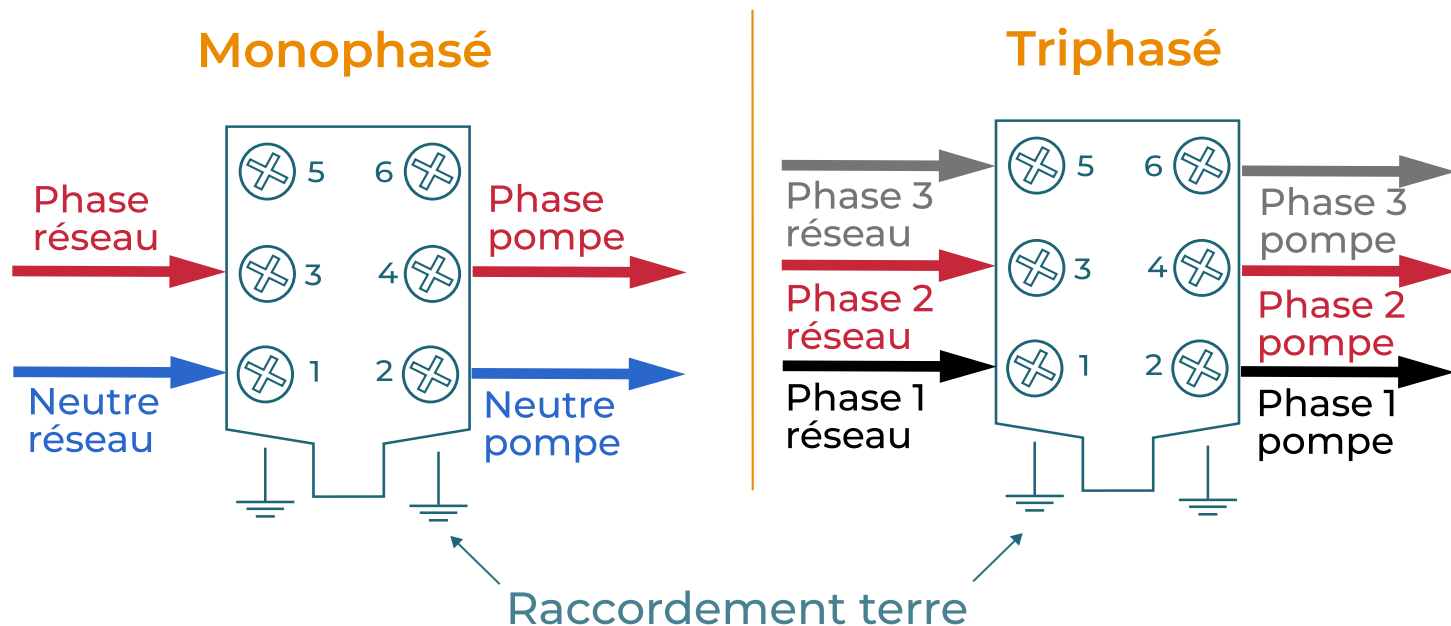 Monophasé
5
6
Phase
réseau
Phase
pompe
3
4
1
2
Neutre
réseau
Neutre
pompe
Triphasé
5
6
Phase 3
réseau
Phase 3
pompe
3
4
Phase 2
réseau
Phase 2
pompe
1
2
Phase 1
réseau
Phase 1
pompe
Raccordement terre